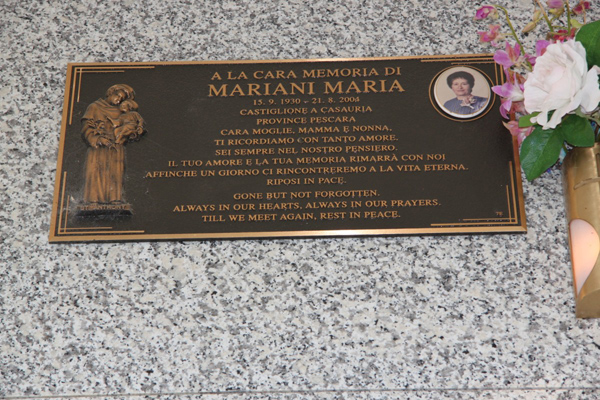 A LA CARA MEMORIA DI
MARIANI MARIA
15. 9. 1930 - 21. 8. 2004
CASTIGLIONE A CASAURIA
PROVINCE PESCARA
CARA MOGLIE, MAMMA E NONNA,
TI RICORDIAMO CON TANTO AMORE.
SEI SEMPRE NEL NOSTRO PENSIERO.
IL TUO AMORE E LA TUA MEMORIA RIMARRÀ CON NOI
AFFINCHE UN GIORNO CI RINCONTREREMO A LA VITA ETERNA.
RIPOSI IN PACE.
GONE BUT NOT FORGOTTEN.
ALWAYS IN OUR HEARTS, ALWAYS IN OUR PRAYERS.
TILL WE MEET AGAIN, REST IN PEACE.